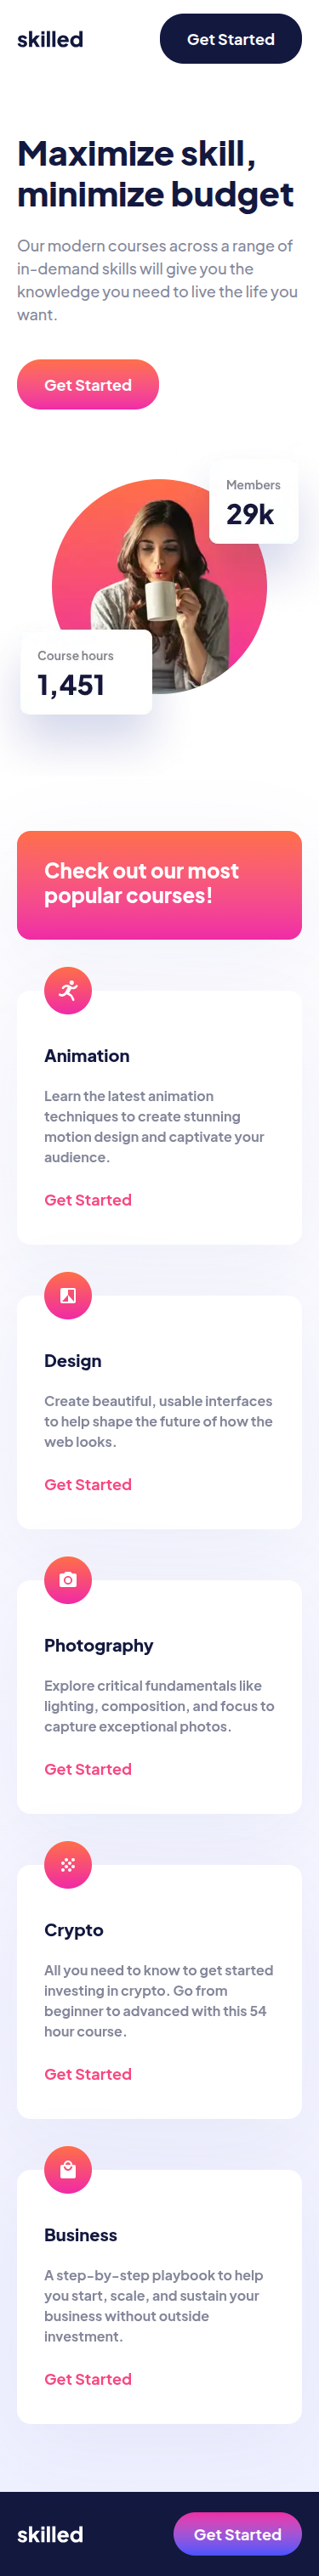 skilled
Get Started
Maximize skill,
minimize budget
Our modern courses across a range of
in-demand skills will give you the
knowledge you need to live the life you
want.
Get Started
Members
29k
Course hours
1,451
Check out our most
popular courses!
Animation
Learn the latest animation
techniques to create stunning
motion design and captivate your
audience.
Get Started
Design
Create beautiful, usable interfaces
to help shape the future of how the
web looks.
Get Started
Photography
Explore critical fundamentals like
lighting, composition, and focus to
capture exceptional photos.
Get Started
Crypto
All you need to know to get started
investing in crypto. Go from
beginner to advanced with this 54
hour course.
Get Started
Business
A step-by-step playbook to help
you start, scale, and sustain your
business without outside
investment.
Get Started
skilled
Get Started